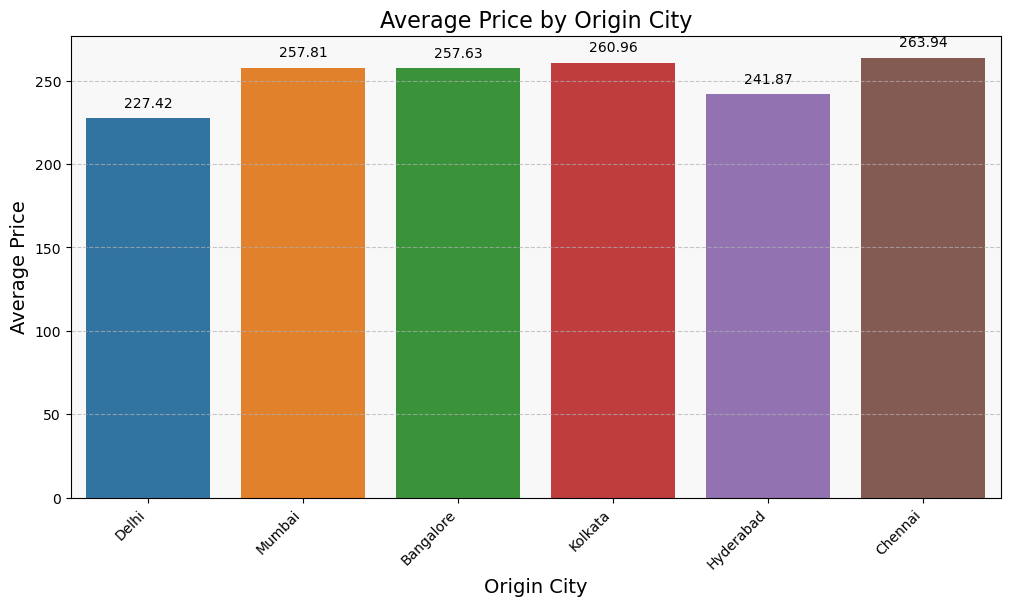 Average Price by Origin City
263.94
260.96
257.81
257.63
241.87
227.42
250
200
150
100
50
0
Average Price
Delhi
Mumbai
Bangalore
Kolkata
Hyderabad
Chennai
Origin City